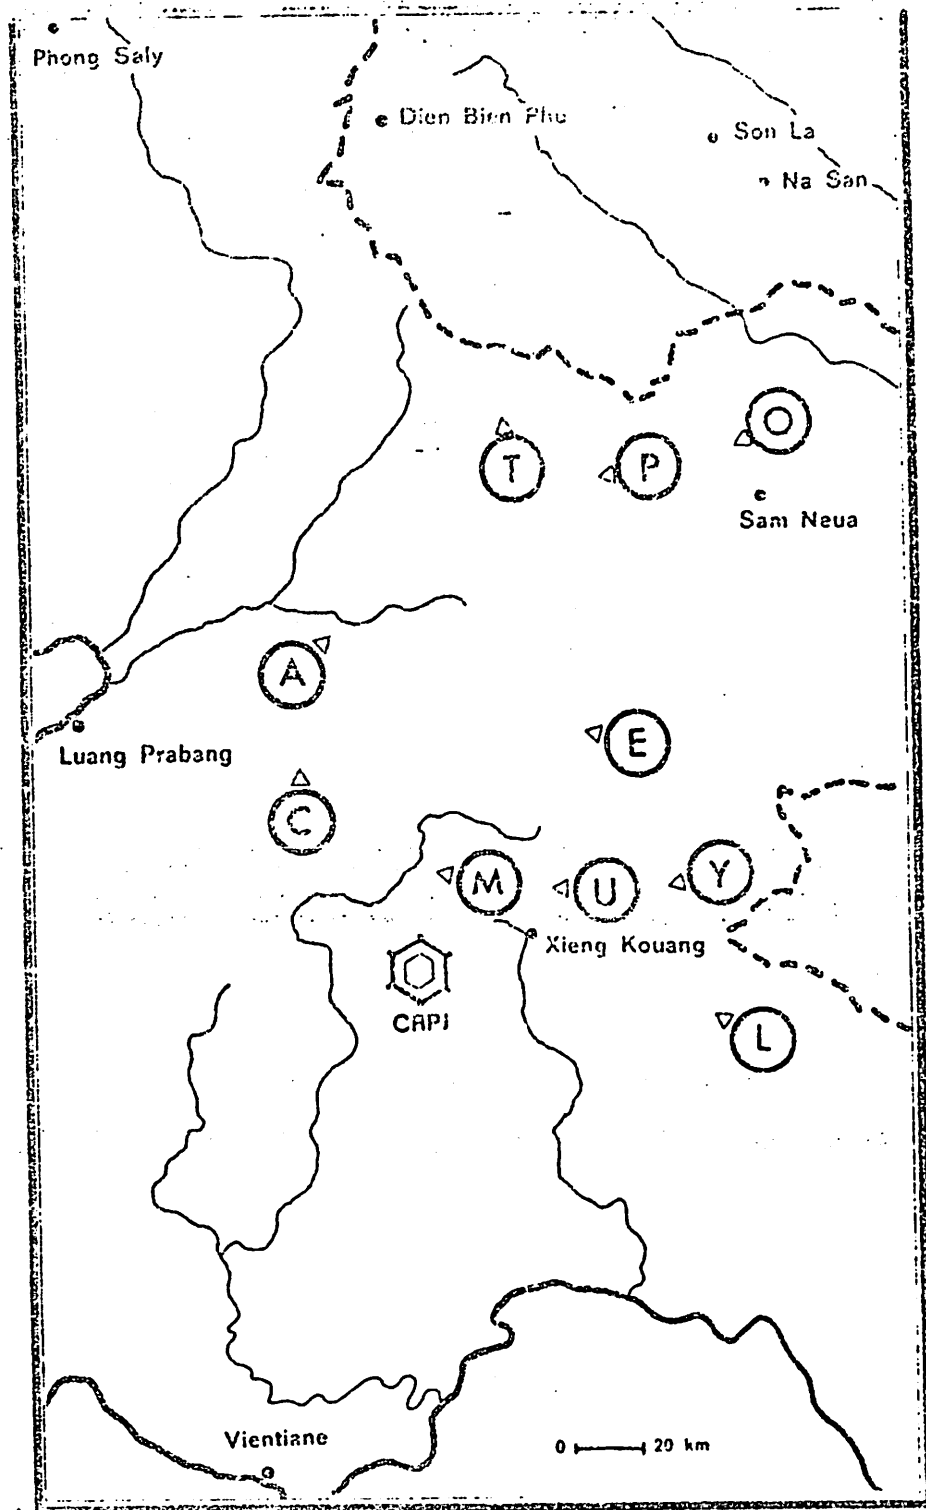 Phong Saly
Dien Bien Phu
Son La
Na San
O
T
P
Sam Neua
A
Luang Prabang
E
C
M
U
Y
Xieng Kouang
CAPI
L
Vientiane
0 20 km